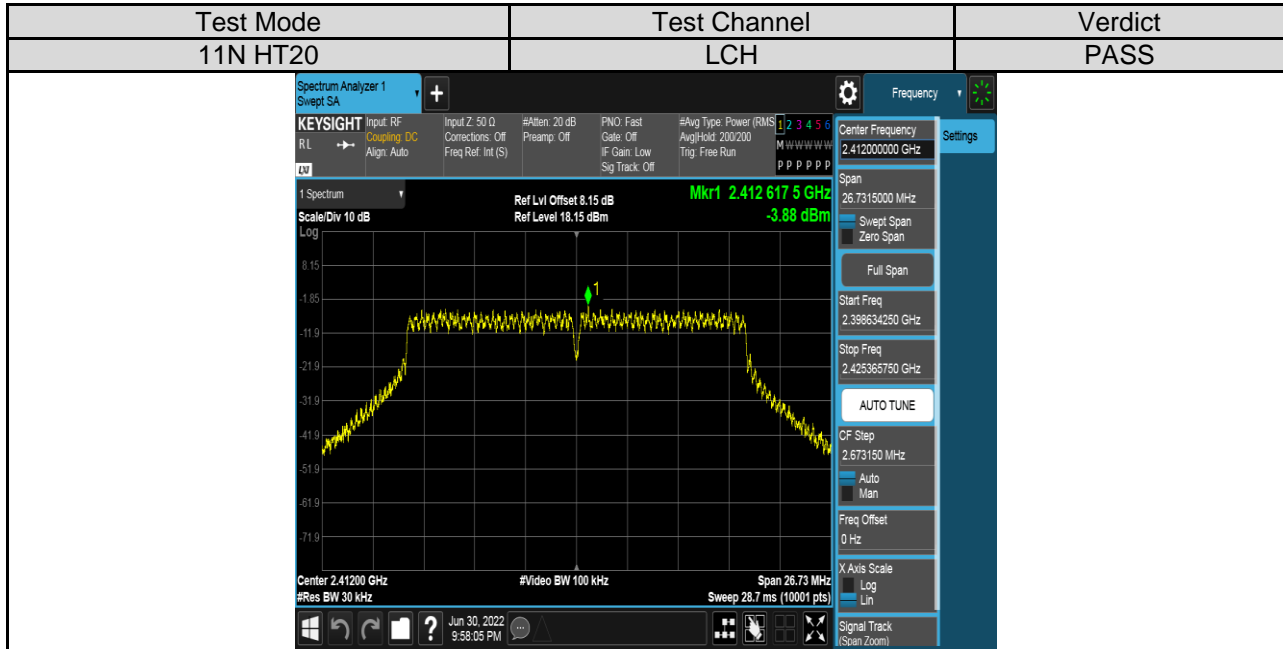 Test Mode Test Channel Verdict
11N HT20 LCH PASS
Spectrum Analyzer 1
Swept SA
+
Frequency
KEYSIGHT Input: RF Input Z: 50 Ω #Atten: 20 dB PNO: Fast #Avg Type: Power (RMS 1 2 3 4 5 6
RL Coupling: DC Corrections: Off Preamp: Off Gate: Off Avg|Hold: 200/200 M W W W W W
Align: Auto Freq Ref: Int (S) IF Gain: Low Trig: Free Run
LXI Sig Track: Off P P P P P P
1 Spectrum
Ref Lvl Offset 8.15 dB Mkr1 2.412 617 5 GHz
Scale/Div 10 dB Ref Level 18.15 dBm -3.88 dBm
Log
8.15
-1.85
-11.9
-21.9
-31.9
-41.9
-51.9
-61.9
-71.9
1
Center 2.41200 GHz #Video BW 100 kHz Span 26.73 MHz
#Res BW 30 kHz Sweep 28.7 ms (10001 pts)
? Jun 30, 2022
9:58:05 PM
Center Frequency
2.412000000 GHz
Settings
Span
26.7315000 MHz
Swept Span
Zero Span
Full Span
Start Freq
2.398634250 GHz
Stop Freq
2.425365750 GHz
AUTO TUNE
CF Step
2.673150 MHz
Auto
Man
Freq Offset
0 Hz
X Axis Scale
Log
Lin
Signal Track
(Span Zoom)